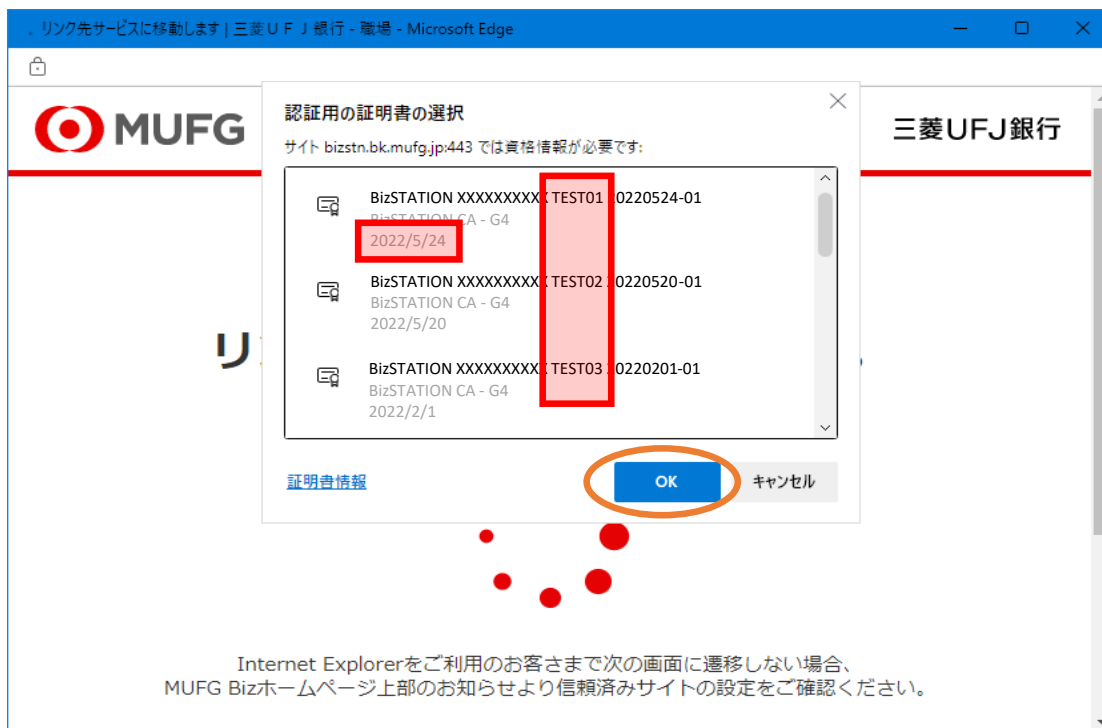 。リンク先サービスに移動します | 三菱ＵＦＪ銀行 - 職場 - Microsoft Edge
MUFG
三菱UFJ銀行
認証用の証明書の選択
サイト bizstn.bk.mufg.jp:443 では資格情報が必要です:
BizSTATION XXXXXXXXXX TEST01 20220524-01
BizSTATION CA - G4
2022/5/24
BizSTATION XXXXXXXXXX TEST02 20220520-01
BizSTATION CA - G4
2022/5/20
BizSTATION XXXXXXXXXX TEST03 20220201-01
BizSTATION CA - G4
2022/2/1
リ
証明書情報
OK
キャンセル
Internet Explorerをご利用のお客さまで次の画面に遷移しない場合、
MUFG Bizホームページ上部のお知らせより信頼済みサイトの設定をご確認ください。